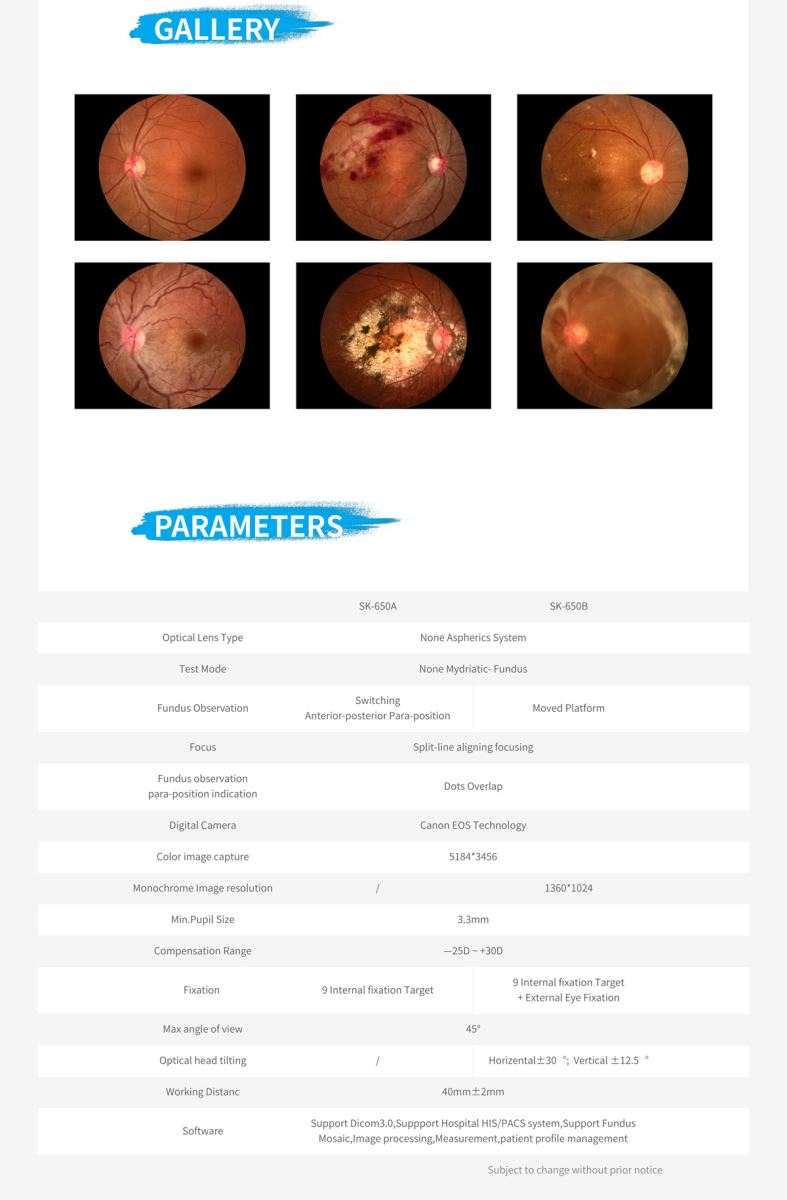 GALLERY
PARAMETERS
SK-650A SK-650B
Optical Lens Type None Aspherics System
Test Mode None Mydriatic- Fundus
Fundus Observation Switching
Anterior-posterior Para-position Moved Platform
Focus Split-line aligning focusing
Fundus observation
para-position indication Dots Overlap
Digital Camera Canon EOS Technology
Color image capture 5184*3456
Monochrome Image resolution / 1360*1024
Min.Pupil Size 3.3mm
Compensation Range —25D ~ +30D
Fixation 9 Internal fixation Target 9 Internal fixation Target
+ External Eye Fixation
Max angle of view 45°
Optical head tilting / Horizental±30 °; Vertical ±12.5 °
Working Distanc 40mm±2mm
Software Support Dicom3.0,Suppport Hospital HIS/PACS system,Support Fundus
Mosaic,Image processing,Measurement,patient profile management
Subject to change without prior notice